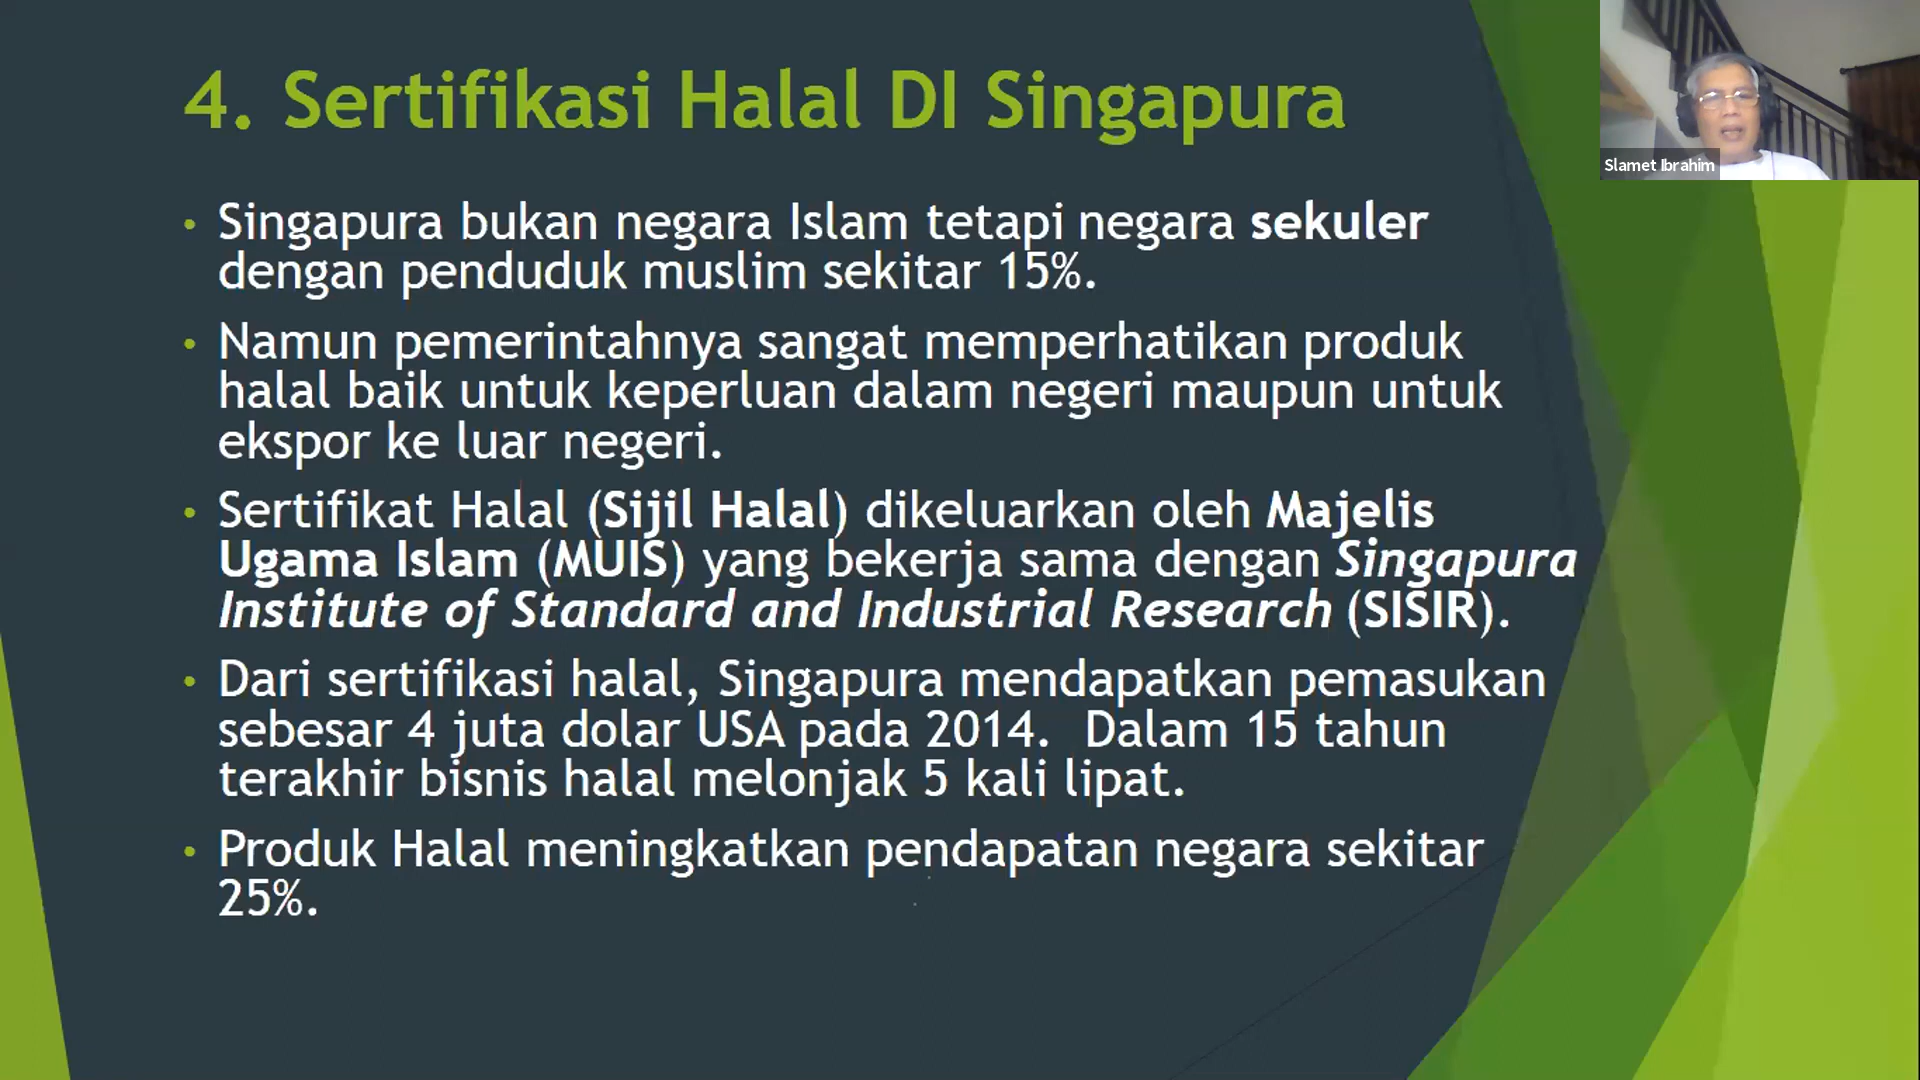 4. Sertifikasi Halal DI Singapura
Slamet Ibrahim
• Singapura bukan negara Islam tetapi negara sekuler
dengan penduduk muslim sekitar 15%.
• Namun pemerintahnya sangat memperhatikan produk
halal baik untuk keperluan dalam negeri maupun untuk
ekspor ke luar negeri.
• Sertifikat Halal (Sijil Halal) dikeluarkan oleh Majelis
Ugama Islam (MUIS) yang bekerja sama dengan Singapura
Institute of Standard and Industrial Research (SISIR).
• Dari sertifikasi halal, Singapura mendapatkan pemasukan
sebesar 4 juta dolar USA pada 2014.  Dalam 15 tahun
terakhir bisnis halal melonjak 5 kali lipat.
• Produk Halal meningkatkan pendapatan negara sekitar
25%.